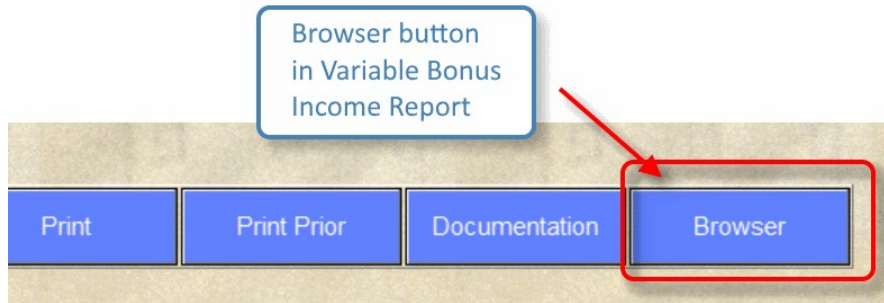 Browser button
in Variable Bonus
Income Report
Print
Print Prior
Documentation
Browser